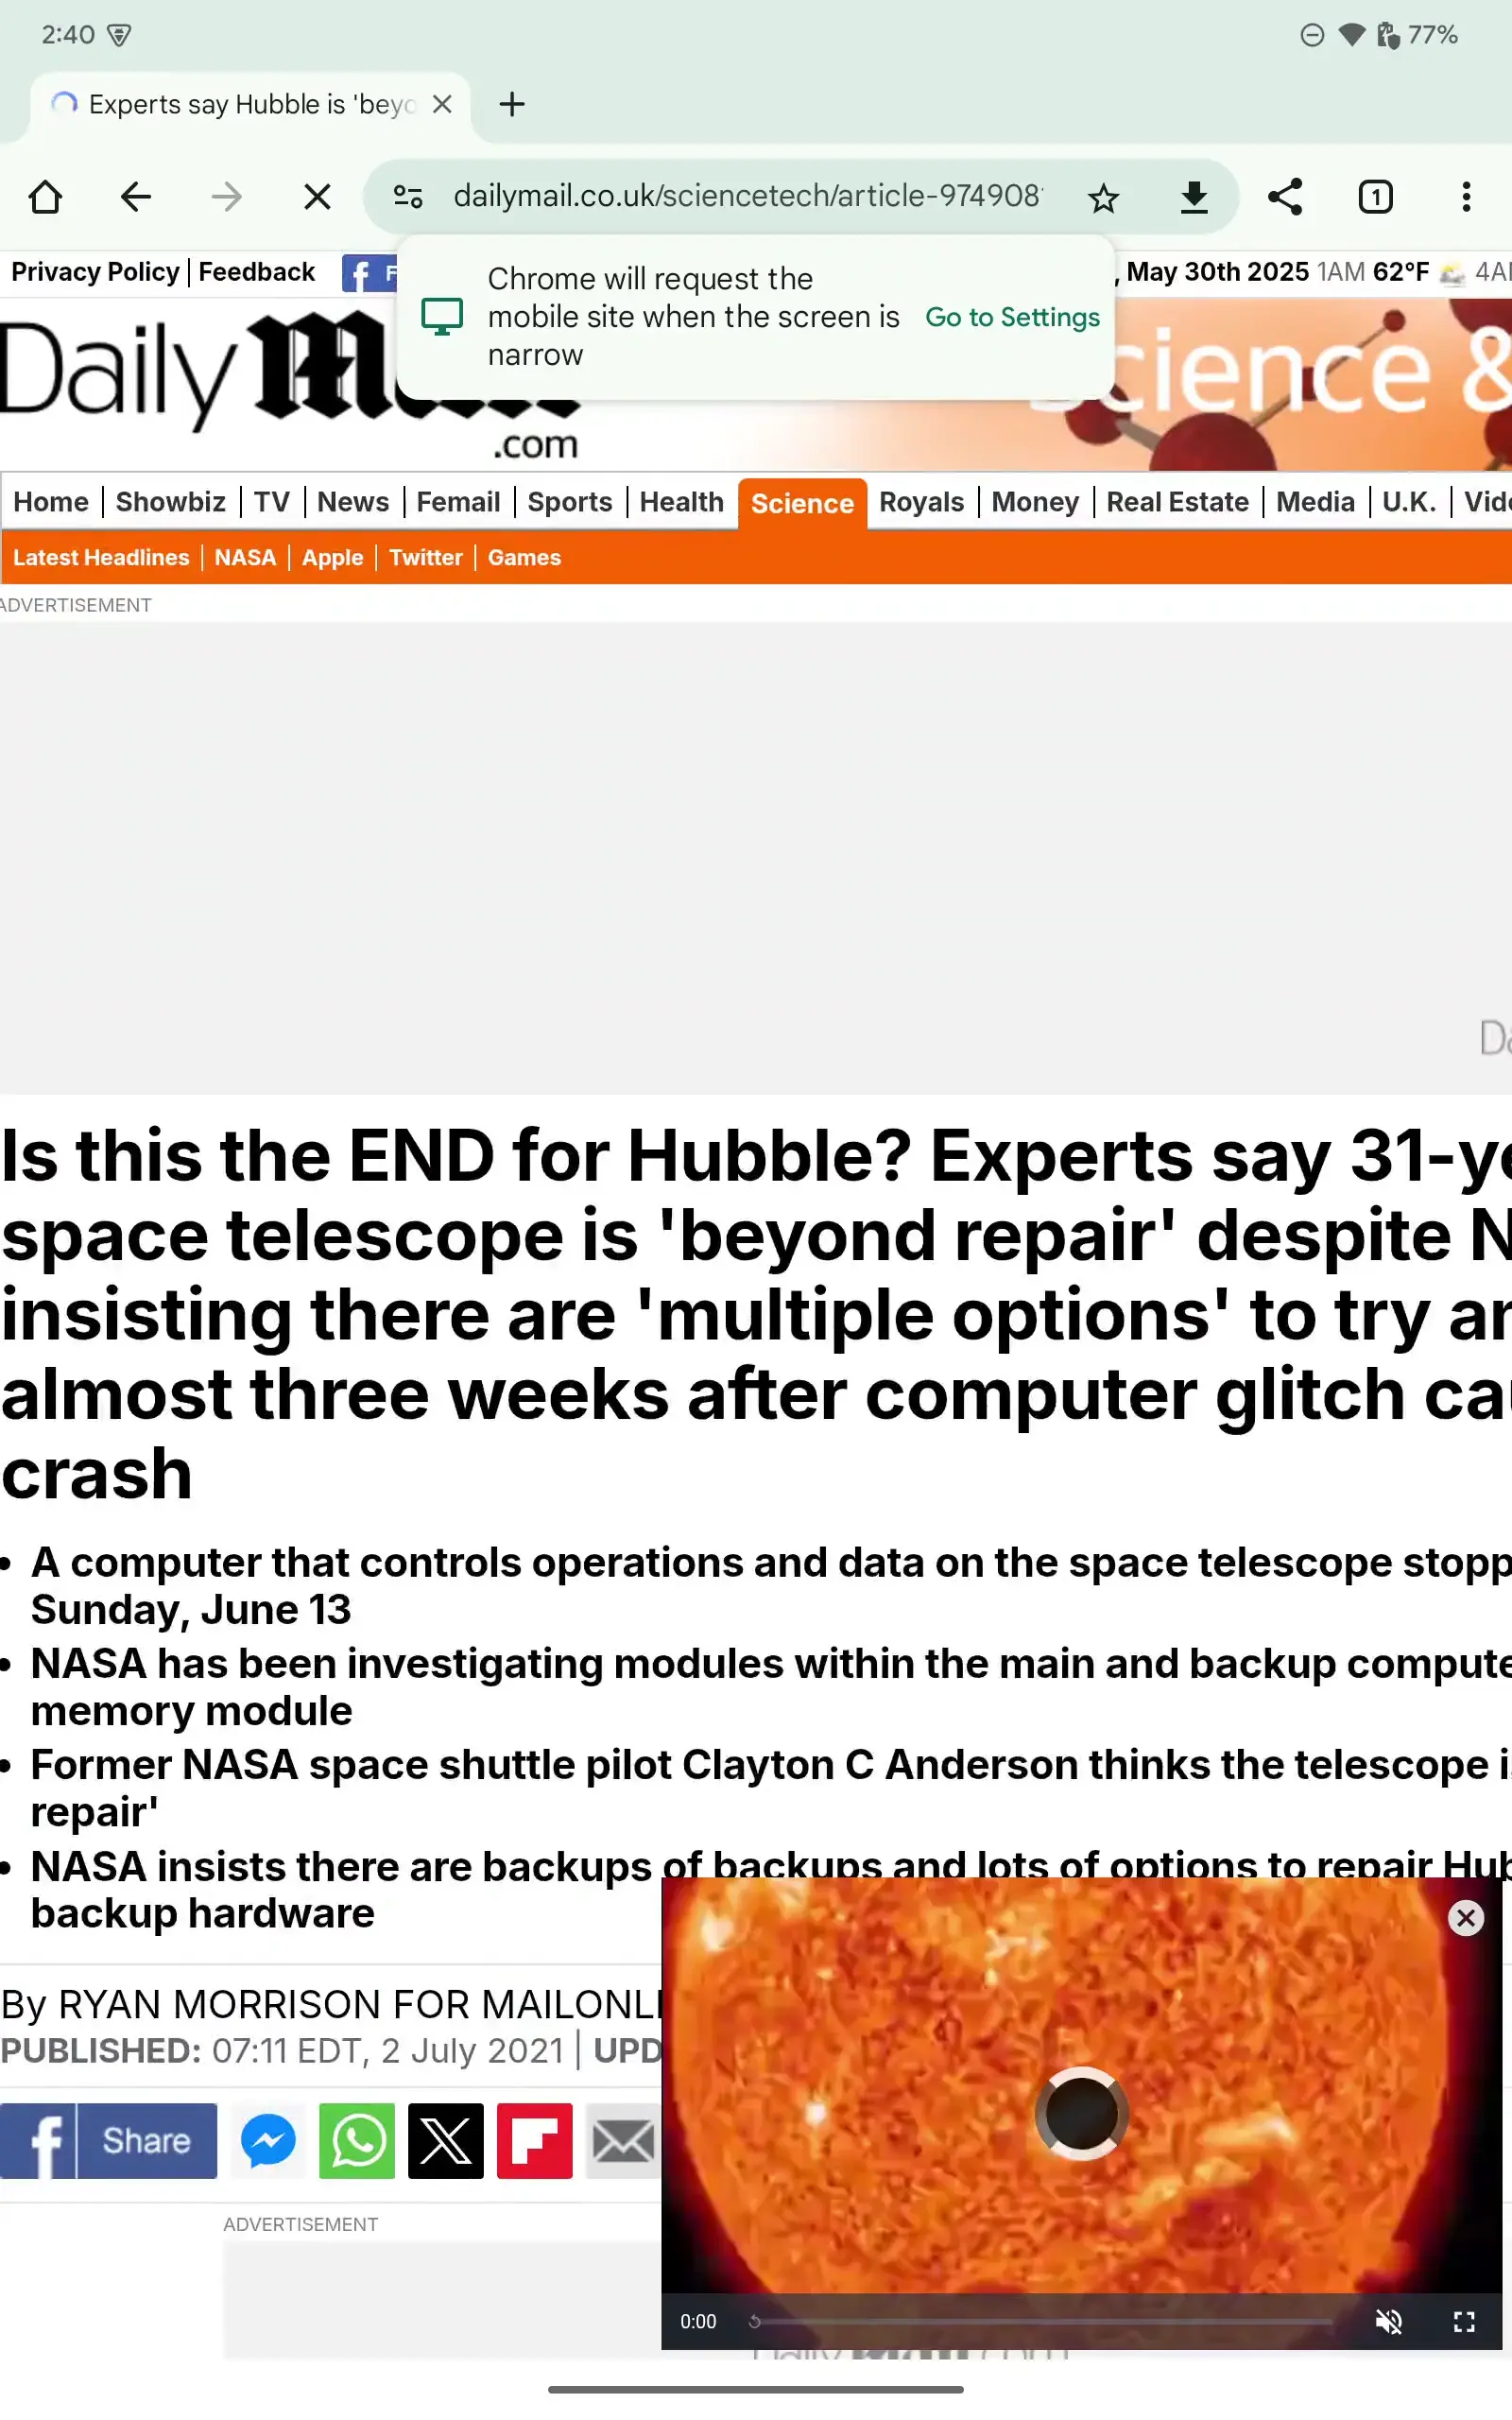 2:40
77%
Experts say Hubble is 'beyo
dailymail.co.uk/sciencetech/article-974908
Chrome will request the
mobile site when the screen is
narrow
Go to Settings
Privacy Policy | Feedback
, May 30th 2025 1AM 62°F 4A
Daily
.com
cience &
Home | Showbiz | TV | News | Femail | Sports | Health Science Royals | Money | Real Estate | Media | U.K. | Vid
Latest Headlines | NASA | Apple | Twitter | Games
ADVERTISEMENT
Is this the END for Hubble? Experts say 31-ye
space telescope is 'beyond repair' despite N
insisting there are 'multiple options' to try a
almost three weeks after computer glitch ca
crash
• A computer that controls operations and data on the space telescope stopp
Sunday, June 13
• NASA has been investigating modules within the main and backup compute
memory module
• Former NASA space shuttle pilot Clayton C Anderson thinks the telescope i
repair'
• NASA insists there are backups of backups and lots of options to repair Hub
backup hardware
By RYAN MORRISON FOR MAILONLI
PUBLISHED: 07:11 EDT, 2 July 2021 | UPD
Share
ADVERTISEMENT
0:00